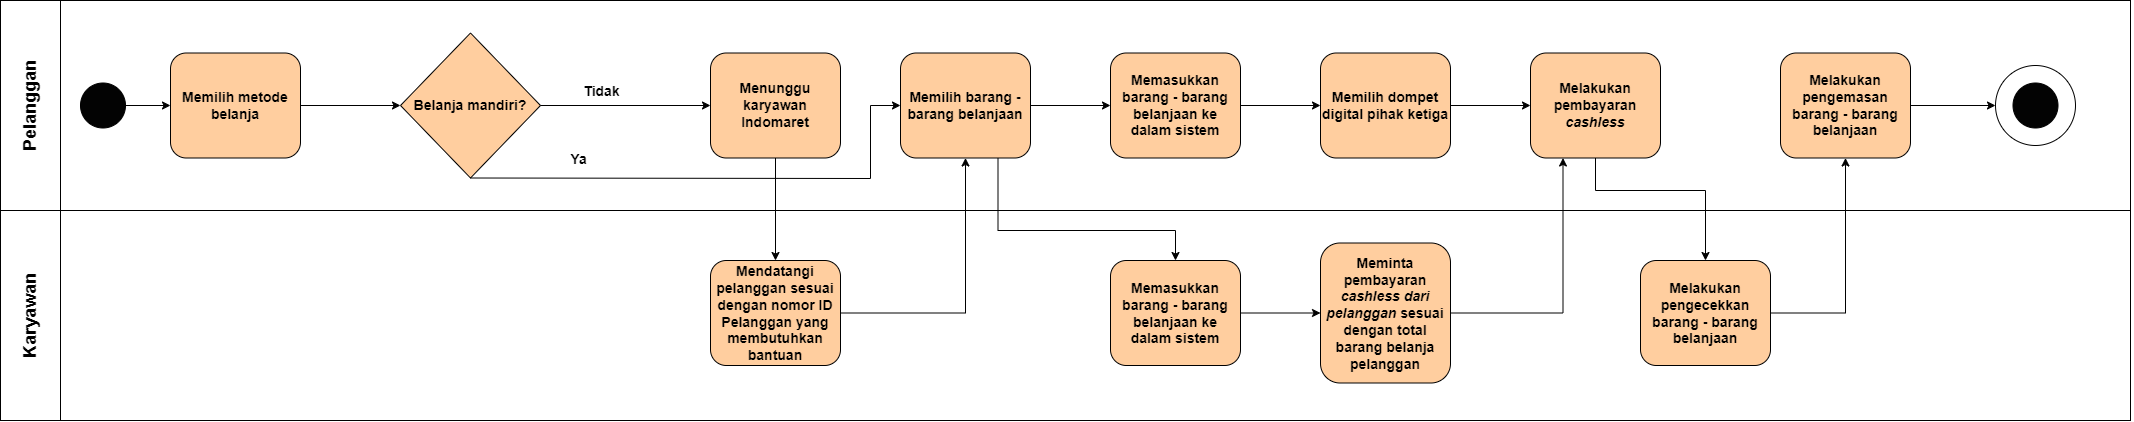 Pelanggan
Memilih metode
belanja
Belanja mandiri?
Tidak
Ya
Menunggu
karyawan
Indomaret
Memilih barang -
barang belanjaan
Memasukkan
barang - barang
belanjaan ke
dalam sistem
Memilih dompet
digital pihak ketiga
Melakukan
pembayaran
cashless
Melakukan
pengemasan
barang - barang
belanjaan
Karyawan
Mendatangi
pelanggan sesuai
dengan nomor ID
Pelanggan yang
membutuhkan
bantuan
Memasukkan
barang - barang
belanjaan ke
dalam sistem
Meminta
pembayaran
cashless dari
pelanggan sesuai
dengan total
barang belanja
pelanggan
Melakukan
pengecekkan
barang - barang
belanjaan